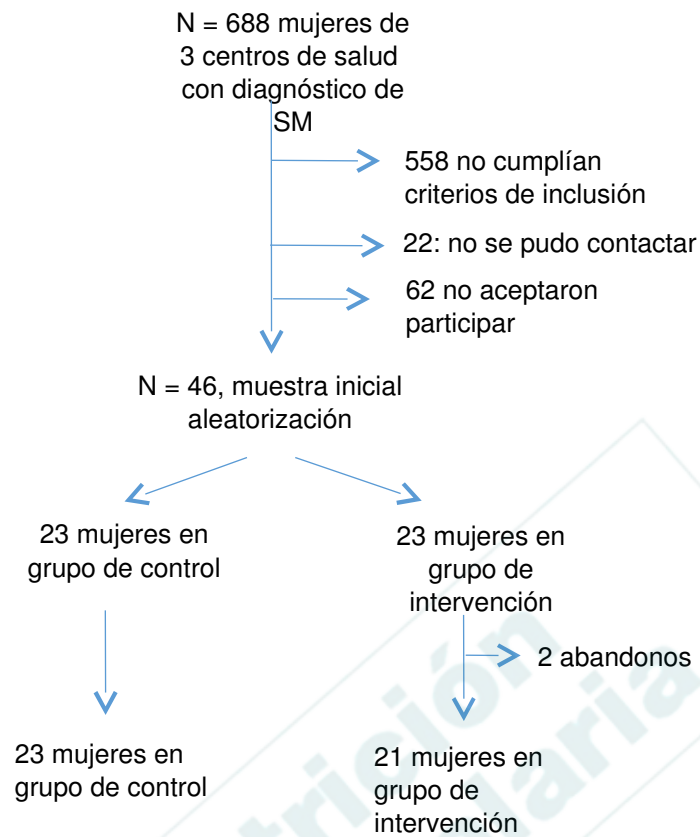 N = 688 mujeres de
3 centros de salud
con diagnóstico de
SM
558 no cumplían
criterios de inclusión
22: no se pudo contactar
62 no aceptaron
participar
N = 46, muestra inicial
aleatorización
23 mujeres en
grupo de control
23 mujeres en
grupo de
intervención
2 abandonos
23 mujeres en
grupo de control
21 mujeres en
grupo de
intervención